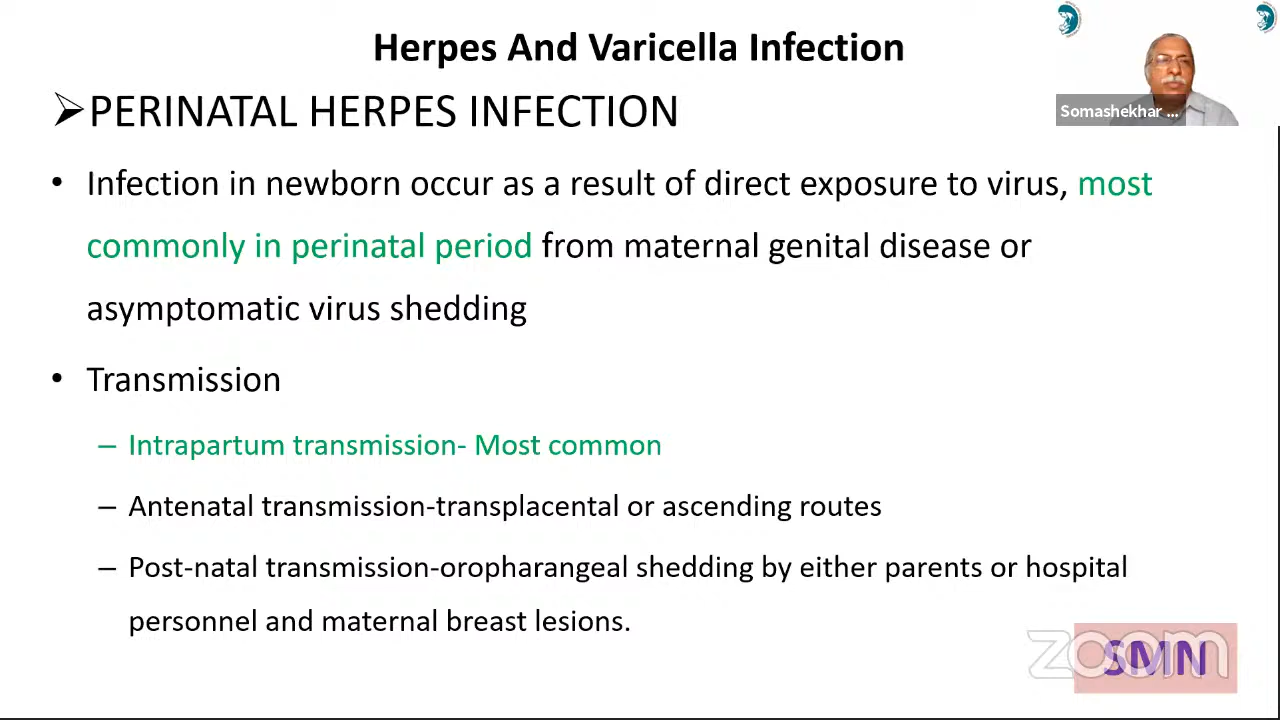 Herpes And Varicella Infection
➢PERINATAL HERPES INFECTION
Somashekhar ...
• Infection in newborn occur as a result of direct exposure to virus, most
commonly in perinatal period from maternal genital disease or
asymptomatic virus shedding
• Transmission
– Intrapartum transmission- Most common
– Antenatal transmission-transplacental or ascending routes
– Post-natal transmission-oropharangeal shedding by either parents or hospital
personnel and maternal breast lesions.
zoom
SMN